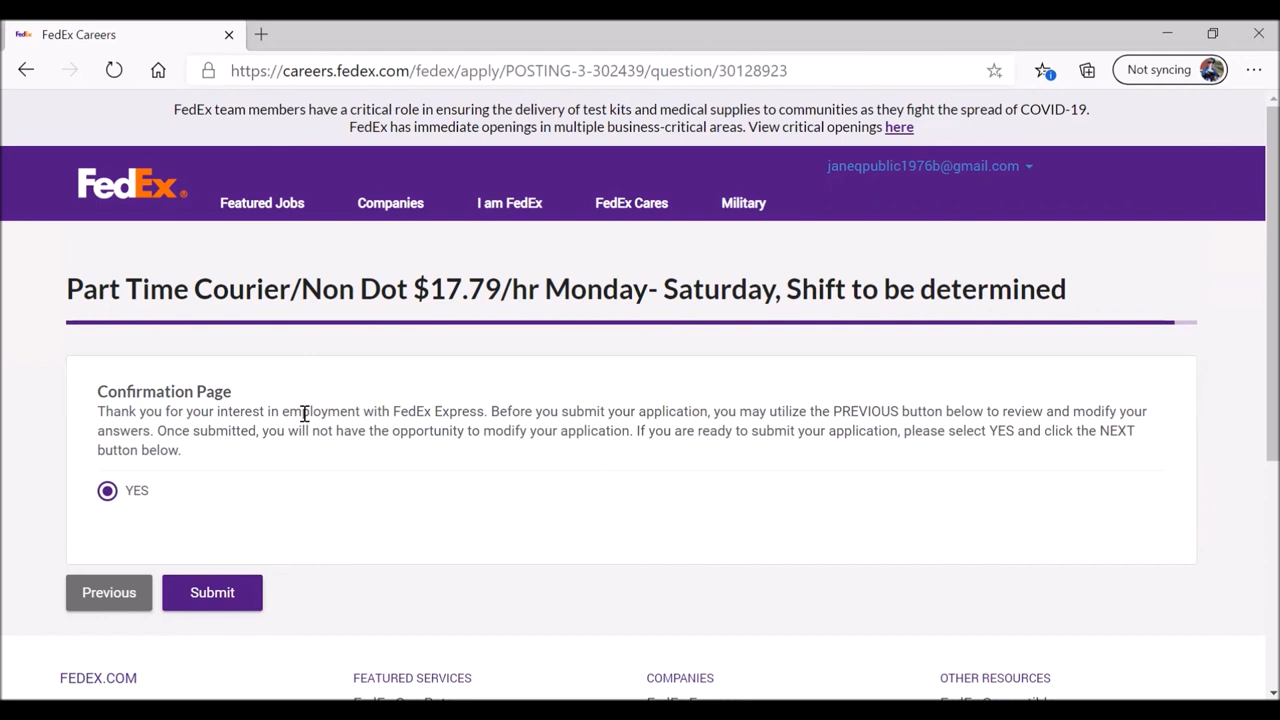 FedEx FedEx Careers
https://careers.fedex.com/fedex/apply/POSTING-3-302439/question/30128923
Not syncing
FedEx team members have a critical role in ensuring the delivery of test kits and medical supplies to communities as they fight the spread of COVID-19.
FedEx has immediate openings in multiple business-critical areas. View critical openings here
janeqpublic1976b@gmail.com
FedEx®
Featured Jobs Companies I am FedEx FedEx Cares Military
Part Time Courier/Non Dot $17.79/hr Monday- Saturday, Shift to be determined
Confirmation Page
Thank you for your interest in employment with FedEx Express. Before you submit your application, you may utilize the PREVIOUS button below to review and modify your
answers. Once submitted, you will not have the opportunity to modify your application. If you are ready to submit your application, please select YES and click the NEXT
button below.
YES
Previous Submit
FEDEX.COM FEATURED SERVICES COMPANIES OTHER RESOURCES